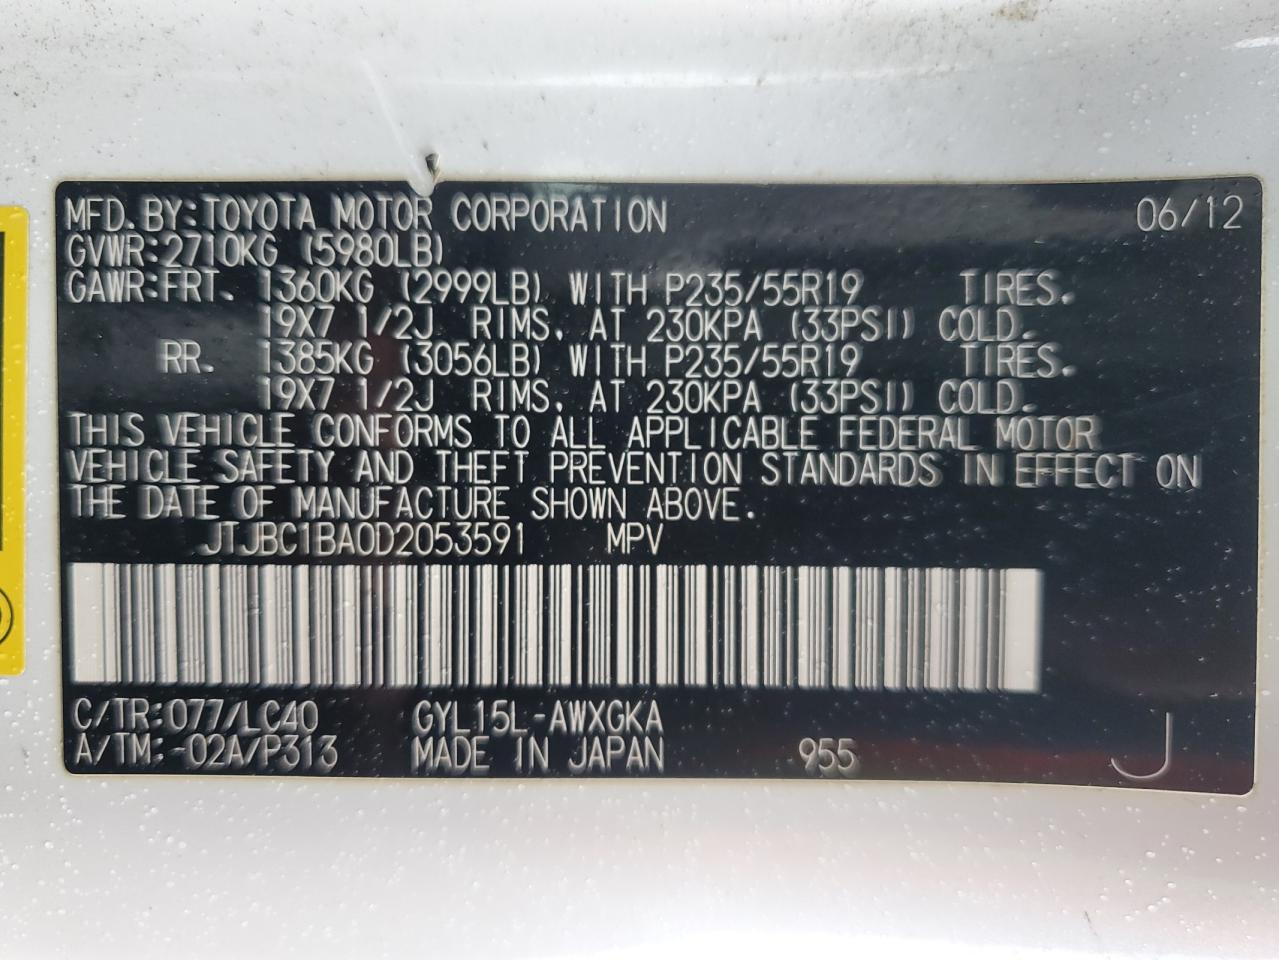 MFD.BY:TOYOTA MOTOR CORPORATION 06/12
GVWR:2710KG (5980LB)
GAWR:FRT. 1360KG (2999LB) WITH P235/55R19 TIRES.
19X7 1/2J RIMS, AT 230KPA (33PSI) COLD.
RR. 1385KG (3056LB) WITH P235/55R19 TIRES.
19X7 1/2J RIMS, AT 230KPA (33PSI) COLD.
THIS VEHICLE CONFORMS TO ALL APPLICABLE FEDERAL MOTOR
VEHICLE SAFETY AND THEFT PREVENTION STANDARDS IN EFFECT ON
THE DATE OF MANUFACTURE SHOWN ABOVE.
JTJBC1BA0D2053591 MPV
C/TR:077/LC40 GYL15L-AWXGKA
A/TM:-02A/P313 MADE IN JAPAN 955 J